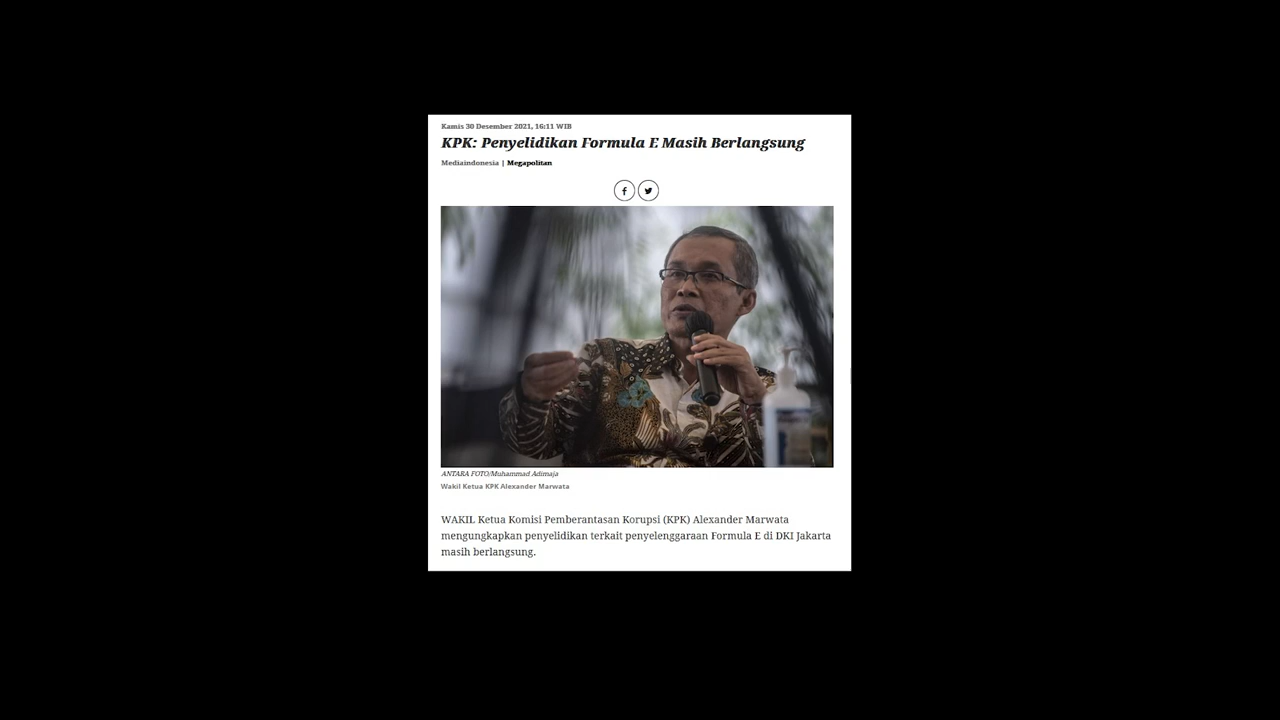 Kamis 30 Desember 2021, 16:11 WIB
KPK: Penyelidikan Formula E Masih Berlangsung
Mediaindonesia | Megapolitan
ANTARA FOTO/Muhammad Adimaja
Wakil Ketua KPK Alexander Marwata
WAKIL Ketua Komisi Pemberantasan Korupsi (KPK) Alexander Marwata
mengungkapkan penyelidikan terkait penyelenggaraan Formula E di DKI Jakarta
masih berlangsung.